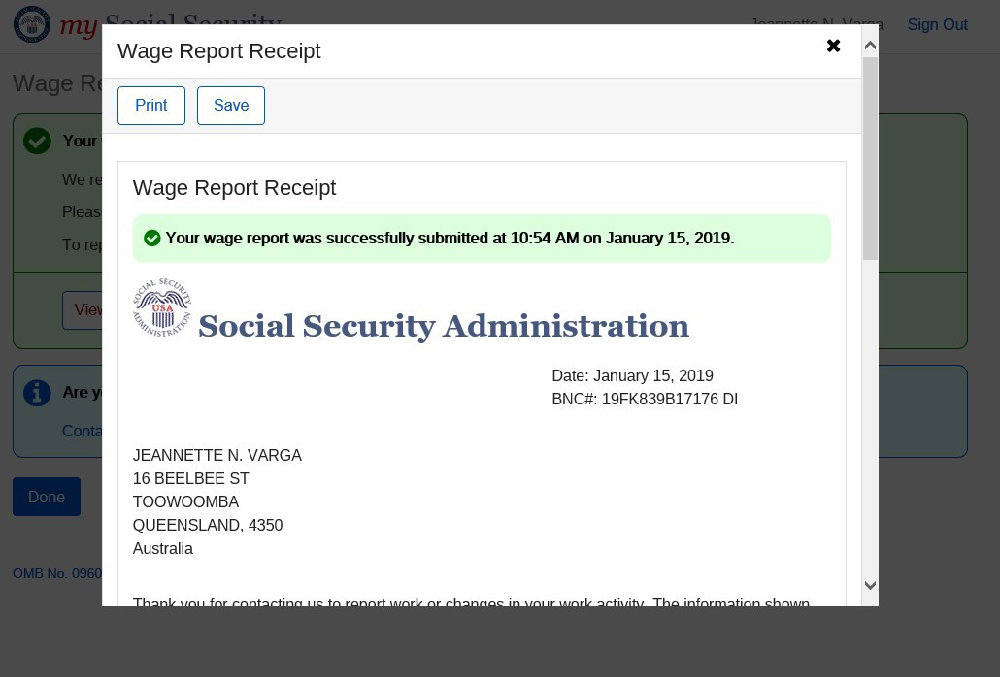 my Social Security
Jeannette N. Varga
Sign Out
Wage Report Receipt
✖
Wage Re
Print
Save
Your
We re
Pleas
To rep
View
Wage Report Receipt
Your wage report was successfully submitted at 10:54 AM on January 15, 2019.
SOCIAL SECURITY ADMINISTRATION
USA
Social Security Administration
Date: January 15, 2019
BNC#: 19FK839B17176 DI
Are yo
Conta
JEANNETTE N. VARGA
16 BEELBEE ST
TOOWOOMBA
QUEENSLAND, 4350
Australia
Done
OMB No. 0960
Thank you for contacting us to report work or changes in your work activity. The information shown